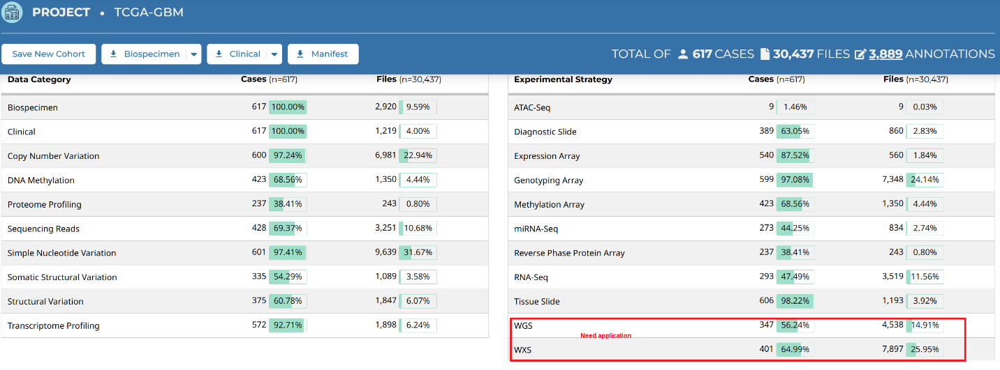 PROJECT • TCGA-GBM
Save New Cohort Biospecimen Clinical Manifest TOTAL OF 617 CASES 30,437 FILES 3,889 ANNOTATIONS
Data Category Cases (n=617) Files (n=30,437)
Biospecimen 617 100.00% 2,920 9.59%
Clinical 617 100.00% 1,219 4.00%
Copy Number Variation 600 97.24% 6,981 22.94%
DNA Methylation 423 68.56% 1,350 4.44%
Proteome Profiling 237 38.41% 243 0.80%
Sequencing Reads 428 69.37% 3,251 10.68%
Simple Nucleotide Variation 601 97.41% 9,639 31.67%
Somatic Structural Variation 335 54.29% 1,089 3.58%
Structural Variation 375 60.78% 1,847 6.07%
Transcriptome Profiling 572 92.71% 1,898 6.24%
Experimental Strategy Cases (n=617) Files (n=30,437)
ATAC-Seq 9 1.46% 9 0.03%
Diagnostic Slide 389 63.05% 860 2.83%
Expression Array 540 87.52% 560 1.84%
Genotyping Array 599 97.08% 7,348 24.14%
Methylation Array 423 68.56% 1,350 4.44%
miRNA-Seq 273 44.25% 834 2.74%
Reverse Phase Protein Array 237 38.41% 243 0.80%
RNA-Seq 293 47.49% 3,519 11.56%
Tissue Slide 606 98.22% 1,193 3.92%
WGS 347 56.24% 4,538 14.91%
Need application
WXS 401 64.99% 7,897 25.95%